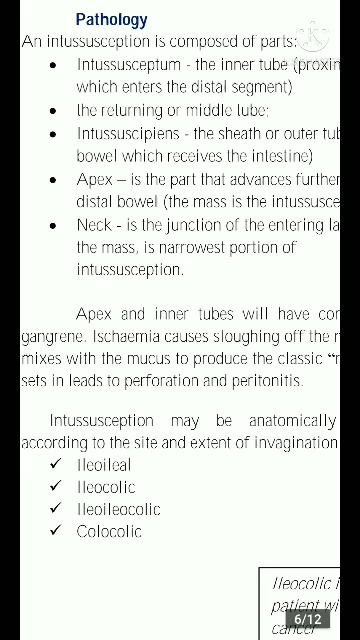 Pathology
An intussusception is composed of parts:
• Intussusceptum - the inner tube (proxim
which enters the distal segment)
• the returning or middle lube;
• Intussuscipiens - the sheath or outer tub
bowel which receives the intestine)
• Apex – is the part that advances further
distal bowel (the mass is the intussusce
• Neck - is the junction of the entering la
the mass, is narrowest portion of
intussusception.
Apex and inner tubes will have
gangrene. Ischaemia causes sloughing off the
mixes with the mucus to produce the classic
sets in leads to perforation and peritonitis.
Intussusception may be anatomically
according to the site and extent of invagination
✓ Ileoileal
✓ Ileocolic
✓ Ileoileocolic
✓ Colocolic
Ileocolic
patient wi
6/12
cancer